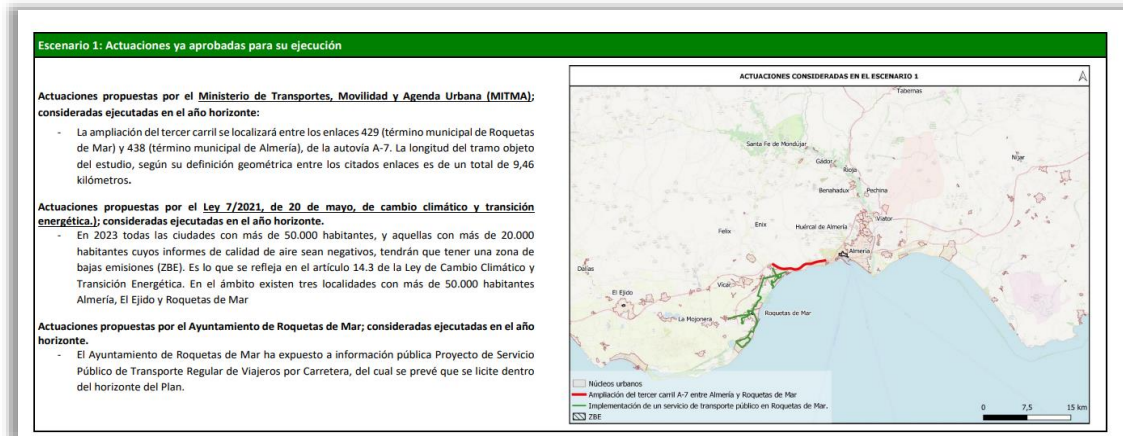 Escenario 1: Actuaciones ya aprobadas para su ejecución
Actuaciones propuestas por el Ministerio de Transportes, Movilidad y Agenda Urbana (MITMA);
consideradas ejecutadas en el año horizonte:
- La ampliación del tercer carril se localizará entre los enlaces 429 (término municipal de Roquetas
de Mar) y 438 (término municipal de Almería), de la autovía A-7. La longitud del tramo objeto
del estudio, según su definición geométrica entre los citados enlaces es de un total de 9,46
kilómetros.
Actuaciones propuestas por el Ley 7/2021, de 20 de mayo, de cambio climático y transición
energética.); consideradas ejecutadas en el año horizonte.
- En 2023 todas las ciudades con más de 50.000 habitantes, y aquellas con más de 20.000
habitantes cuyos informes de calidad de aire sean negativos, tendrán que tener una zona de
bajas emisiones (ZBE). Es lo que se refleja en el artículo 14.3 de la Ley de Cambio Climático y
Transición Energética. En el ámbito existen tres localidades con más de 50.000 habitantes
Almería, El Ejido y Roquetas de Mar
Actuaciones propuestas por el Ayuntamiento de Roquetas de Mar; consideradas ejecutadas en el año
horizonte.
- El Ayuntamiento de Roquetas de Mar ha expuesto a información pública Proyecto de Servicio
Público de Transporte Regular de Viajeros por Carretera, del cual se prevé que se licite dentro
del horizonte del Plan.
ACTUACIONES CONSIDERADAS EN EL ESCENARIO 1
Tabernas
Santa Fe de Mondújar
Gádor
Rioja
Níjar
Benahadux
Pechina
Viator
Huércal de Almería
Enix
Felix
Almería
Dalías
Vícar
El Ejido
La Mojonera
Roquetas de Mar
Núcleos urbanos
Ampliación del tercer carril A-7 entre Almería y Roquetas de Mar
Implementación de un servicio de transporte público en Roquetas de Mar.
ZBE
0 7,5 15 km